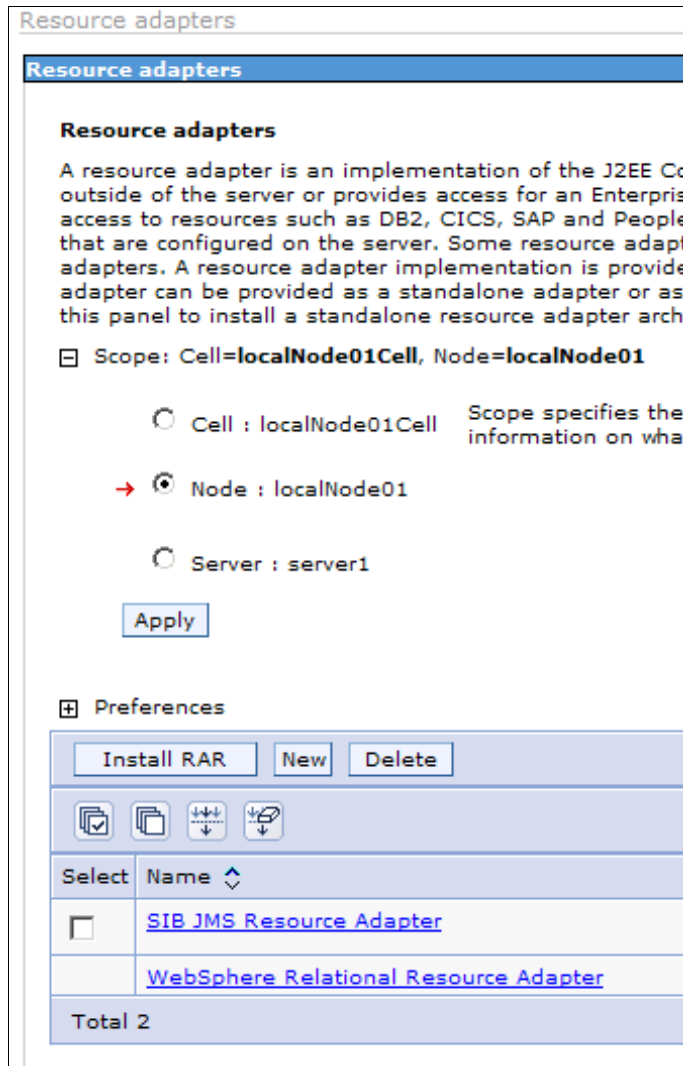 Resource adapters
Resource adapters
Resource adapters
A resource adapter is an implementation of the J2EE Co
outside of the server or provides access for an Enterpris
access to resources such as DB2, CICS, SAP and People
that are configured on the server. Some resource adapt
adapters. A resource adapter implementation is provide
adapter can be provided as a standalone adapter or as
this panel to install a standalone resource adapter arch
Scope: Cell=localNode01Cell, Node=localNode01
Cell : localNode01Cell Scope specifies the
information on wha
Node : localNode01
Server : server1
Apply
Preferences
Install RAR New Delete
Select Name
SIB JMS Resource Adapter
WebSphere Relational Resource Adapter
Total 2